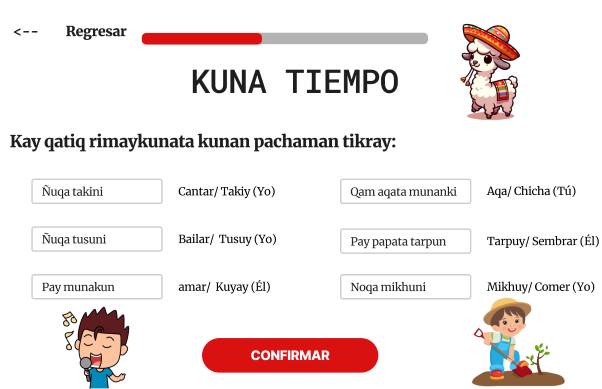 <-- Regresar
KUNA TIEMPO
Kay qatiq rimaykunata kunan pachaman tikray:
Ñuqa takini Cantar/ Takiy (Yo) Qam aqata munanki Aqa/ Chicha (Tú)
Ñuqa tusuni Bailar/ Tusuy (Yo) Pay papata tarpun Tarpuy/ Sembrar (Él)
Pay munakun amar/ Kuyay (Él) Noqa mikhuni Mikhuy/ Comer (Yo)
CONFIRMAR